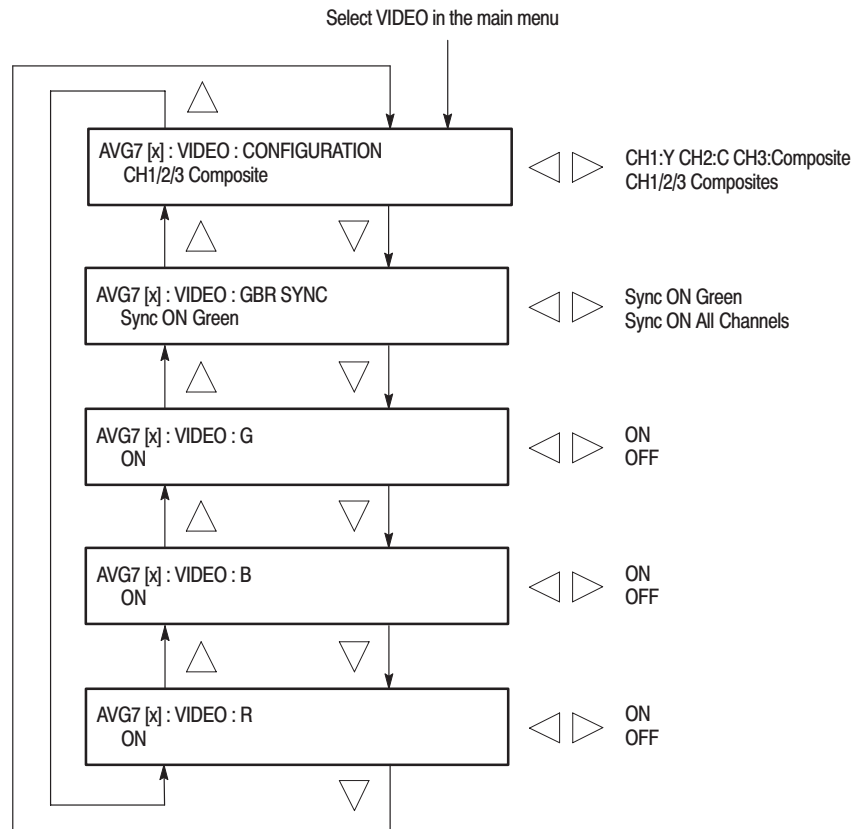 Select VIDEO in the main menu
AVG7 [x] : VIDEO : CONFIGURATION
CH1/2/3 Composite
CH1:Y CH2:C CH3:Composite
CH1/2/3 Composites
AVG7 [x] : VIDEO : GBR SYNC
Sync ON Green
Sync ON Green
Sync ON All Channels
AVG7 [x] : VIDEO : G
ON
ON
OFF
AVG7 [x] : VIDEO : B
ON
ON
OFF
AVG7 [x] : VIDEO : R
ON
ON
OFF